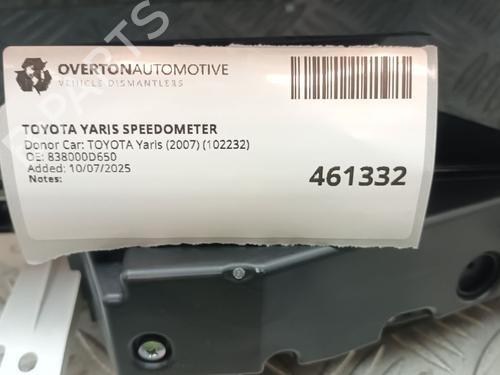 OVERTONAUTOMOTIVE
VEHICLE DISMANTLERS
TOYOTA YARIS SPEEDOMETER
Donor Car: TOYOTA Yaris (2007) (102232)
OE: 838000D650
Added: 10/07/2025
Notes:
461332